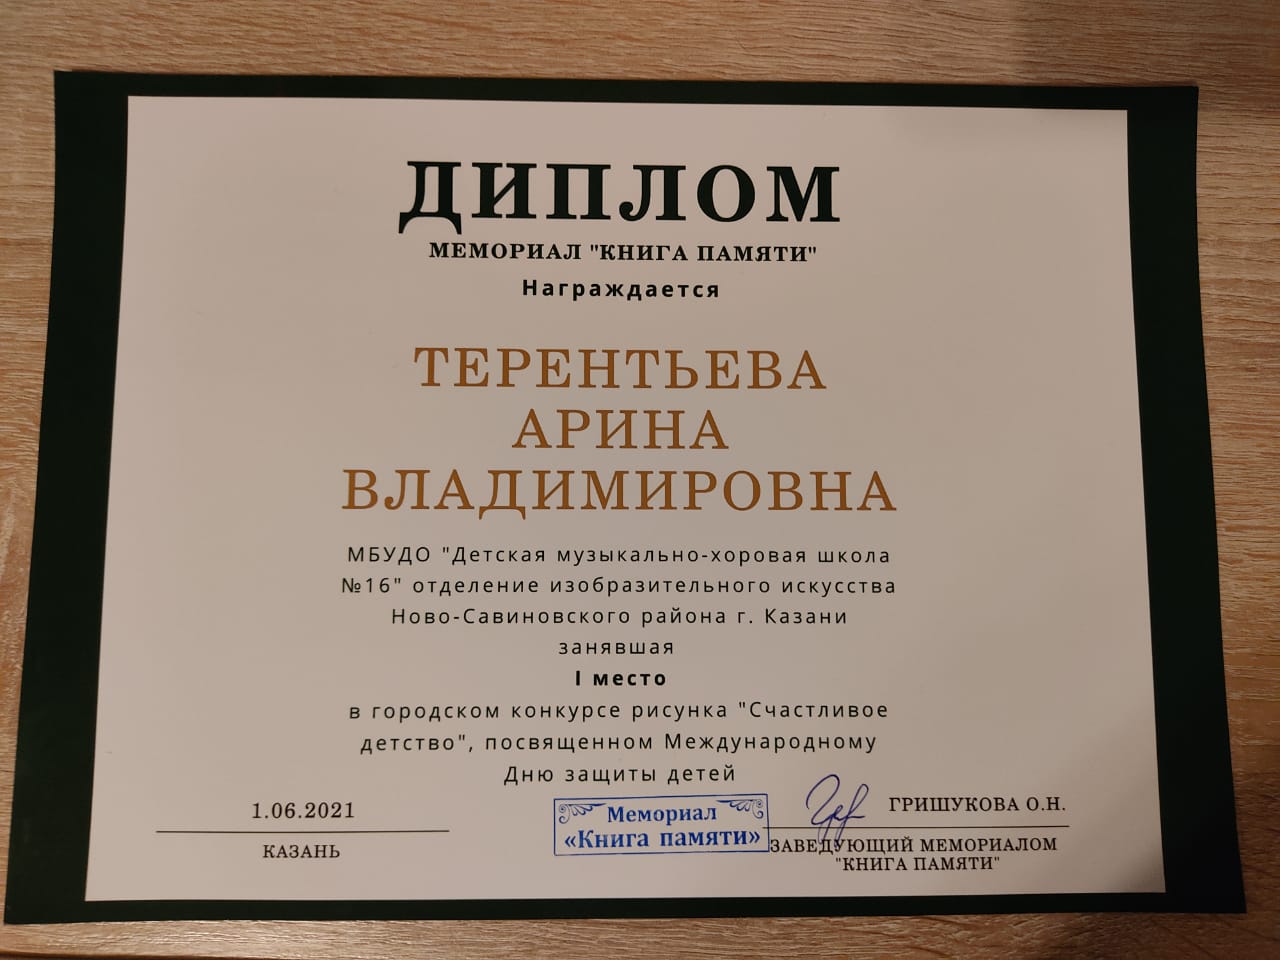 ДИПЛОМ
МЕМОРИАЛ "КНИГА ПАМЯТИ"
Награждается
ТЕРЕНТЬЕВА
АРИНА
ВЛАДИМИРОВНА
МБУДО "Детская музыкально-хоровая школа
№16" отделение изобразительного искусства
Ново-Савиновского района г. Казани
занявшая
I место
в городском конкурсе рисунка "Счастливое
детство", посвященном Международному
Дню защиты детей
1.06.2021
КАЗАНЬ
Мемориал
«Книга памяти»
ГРИШУКОВА О.Н.
ЗАВЕДУЮЩИЙ МЕМОРИАЛОМ
"КНИГА ПАМЯТИ"